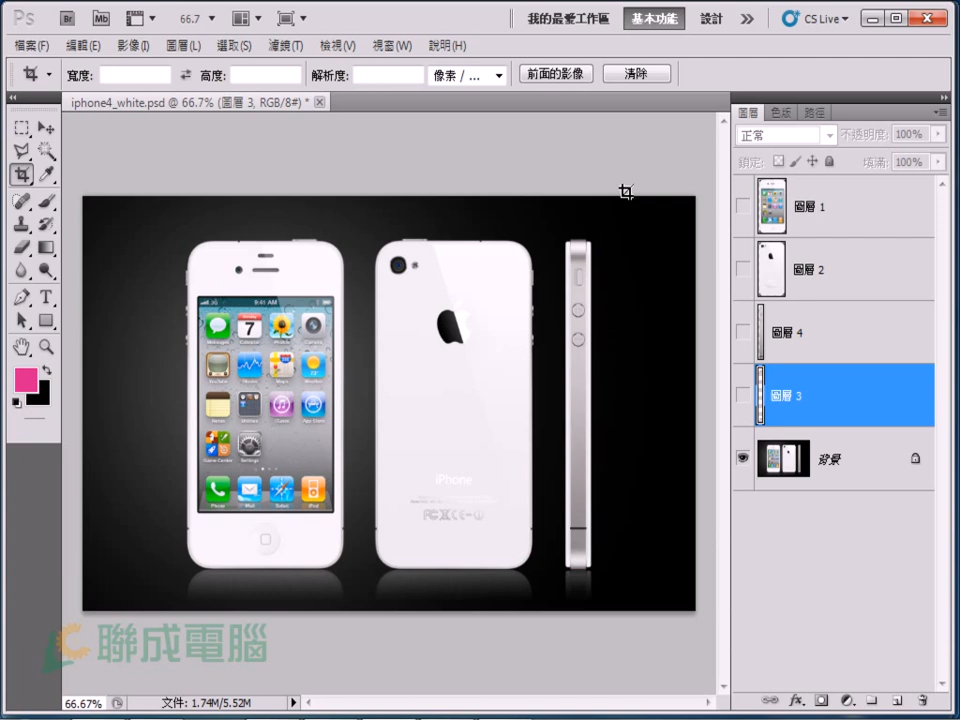 Ps Br Mb 66.7 我的最愛工作區 基本功能 設計 CS Live
檔案(F) 編輯(E) 影像(I) 圖層(L) 選取(S) 濾鏡(T) 檢視(V) 視窗(W) 說明(H)
寬度: 高度: 解析度: 像素 / ... 前面的影像 清除
iphone4_white.psd @ 66.7% (圖層 3, RGB/8#) *
圖層 色版 路徑
正常 不透明度: 100%
鎖定: 填滿: 100%
圖層 1
圖層 2
圖層 4
圖層 3
背景
3G 9:41 AM
7
iPhone
聯成電腦
66.67% 文件: 1.74M/5.52M